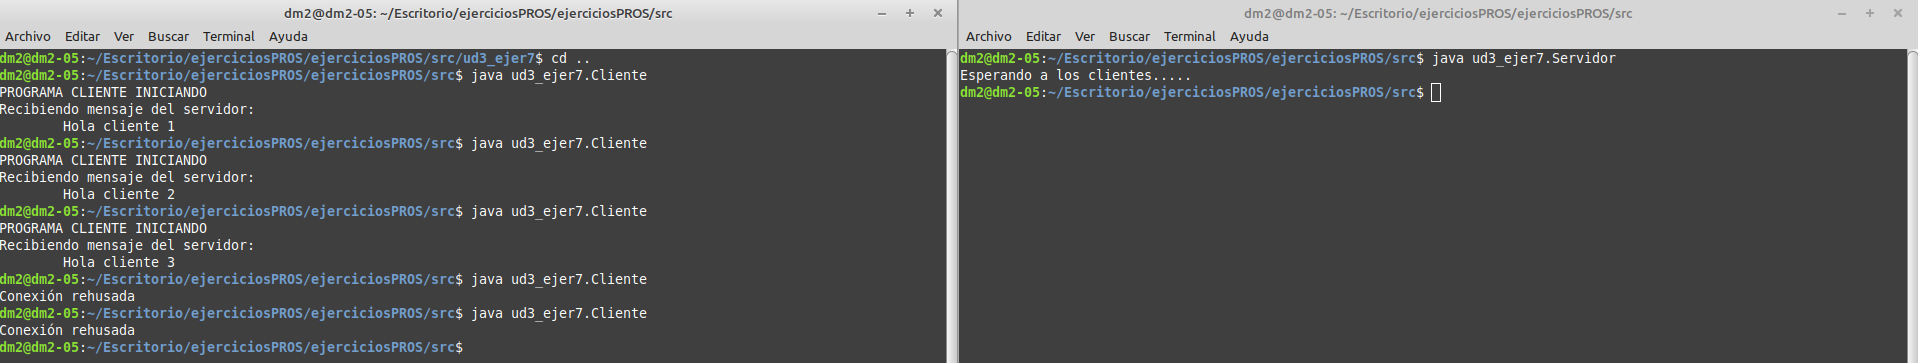 dm2@dm2-05: ~/Escritorio/ejerciciosPROS/ejerciciosPROS/src
Archivo Editar Ver Buscar Terminal Ayuda
dm2@dm2-05:~/Escritorio/ejerciciosPROS/ejerciciosPROS/src/ud3_ejer7$ cd ..
dm2@dm2-05:~/Escritorio/ejerciciosPROS/ejerciciosPROS/src$ java ud3_ejer7.Cliente
PROGRAMA CLIENTE INICIANDO
Recibiendo mensaje del servidor:
        Hola cliente 1
dm2@dm2-05:~/Escritorio/ejerciciosPROS/ejerciciosPROS/src$ java ud3_ejer7.Cliente
PROGRAMA CLIENTE INICIANDO
Recibiendo mensaje del servidor:
        Hola cliente 2
dm2@dm2-05:~/Escritorio/ejerciciosPROS/ejerciciosPROS/src$ java ud3_ejer7.Cliente
PROGRAMA CLIENTE INICIANDO
Recibiendo mensaje del servidor:
        Hola cliente 3
dm2@dm2-05:~/Escritorio/ejerciciosPROS/ejerciciosPROS/src$ java ud3_ejer7.Cliente
Conexión rehusada
dm2@dm2-05:~/Escritorio/ejerciciosPROS/ejerciciosPROS/src$ java ud3_ejer7.Cliente
Conexión rehusada
dm2@dm2-05:~/Escritorio/ejerciciosPROS/ejerciciosPROS/src$
dm2@dm2-05: ~/Escritorio/ejerciciosPROS/ejerciciosPROS/src
Archivo Editar Ver Buscar Terminal Ayuda
dm2@dm2-05:~/Escritorio/ejerciciosPROS/ejerciciosPROS/src$ java ud3_ejer7.Servidor
Esperando a los clientes.....
dm2@dm2-05:~/Escritorio/ejerciciosPROS/ejerciciosPROS/src$